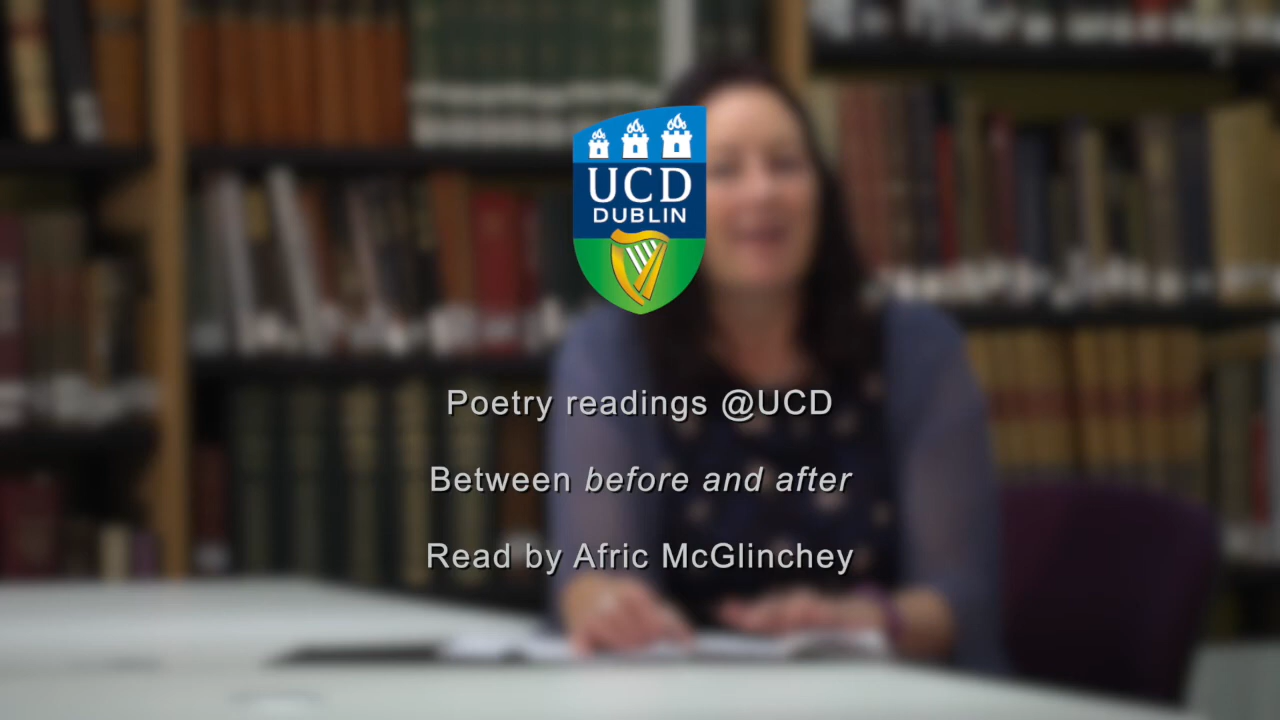 UCD
DUBLIN
Poetry readings @UCD
Between before and after
Read by Afric McGlinchey